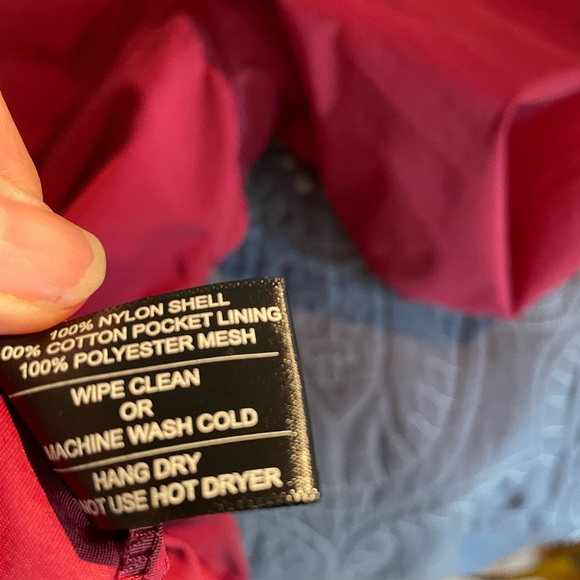 100% NYLON SHELL
00% COTTON POCKET LINING
100% POLYESTER MESH
WIPE CLEAN
OR
MACHINE WASH COLD
HANG DRY
NOT USE HOT DRYER